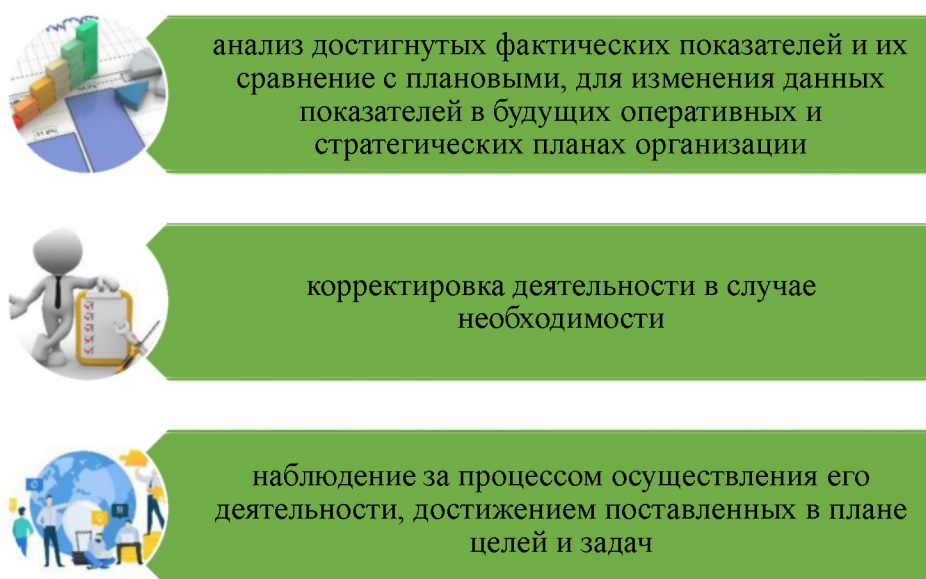 анализ достигнутых фактических показателей и их
сравнение с плановыми, для изменения данных
показателей в будущих оперативных и
стратегических планах организации
корректировка деятельности в случае
необходимости
наблюдение за процессом осуществления его
деятельности, достижением поставленных в плане
целей и задач